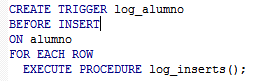 CREATE TRIGGER log_alumno
BEFORE INSERT
ON alumno
FOR EACH ROW
EXECUTE PROCEDURE log_inserts();